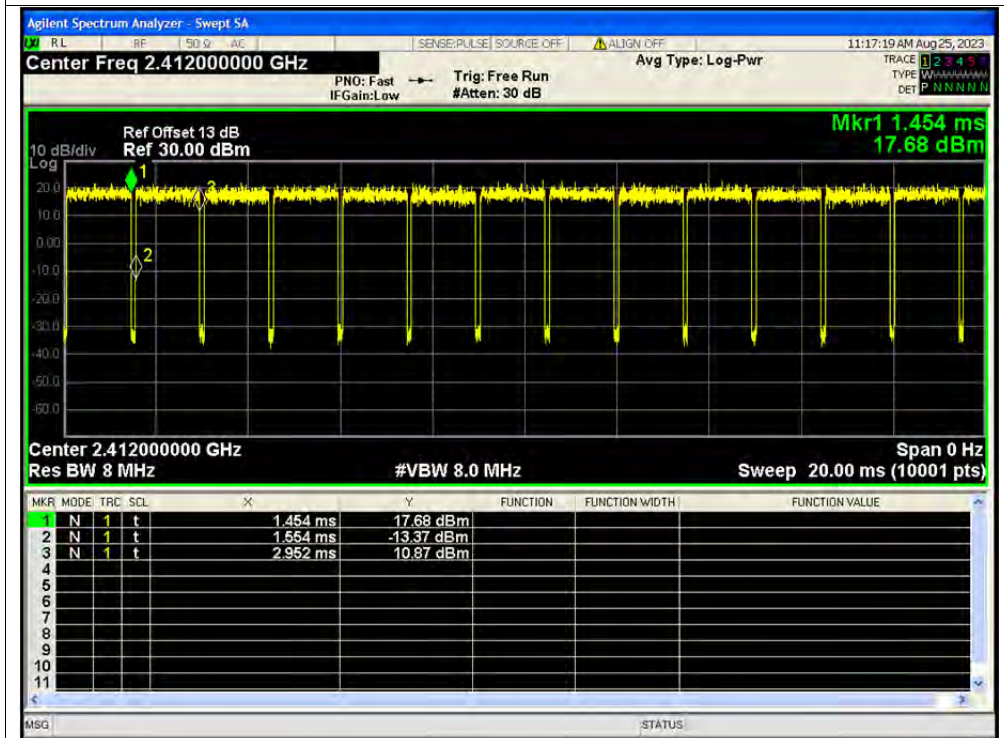 Agilent Spectrum Analyzer - Swept SA
LXI RL RF 50 Ω AC SENSE:PULSE SOURCE OFF ALIGN OFF 11:17:19 AM Aug 25, 2023
Center Freq 2.412000000 GHz Avg Type: Log-Pwr TRACE 1 2 3 4 5 6
PNO: Fast Trig: Free Run TYPE W
IFGain:Low #Atten: 30 dB DET P N N N N N
Mkr1 1.454 ms
Ref Offset 13 dB
10 dB/div Ref 30.00 dBm 17.68 dBm
Log
1
20.0
3
10.0
0.00
2
-10.0
-20.0
-30.0
-40.0
-50.0
-60.0
Center 2.412000000 GHz Span 0 Hz
Res BW 8 MHz #VBW 8.0 MHz Sweep 20.00 ms (10001 pts)
MKR MODE TRC SCL X Y FUNCTION FUNCTION WIDTH FUNCTION VALUE
1 N 1 t 1.454 ms 17.68 dBm
2 N 1 t 1.554 ms -13.37 dBm
3 N 1 t 2.952 ms 10.87 dBm
4
5
6
7
8
9
10
11
MSG STATUS